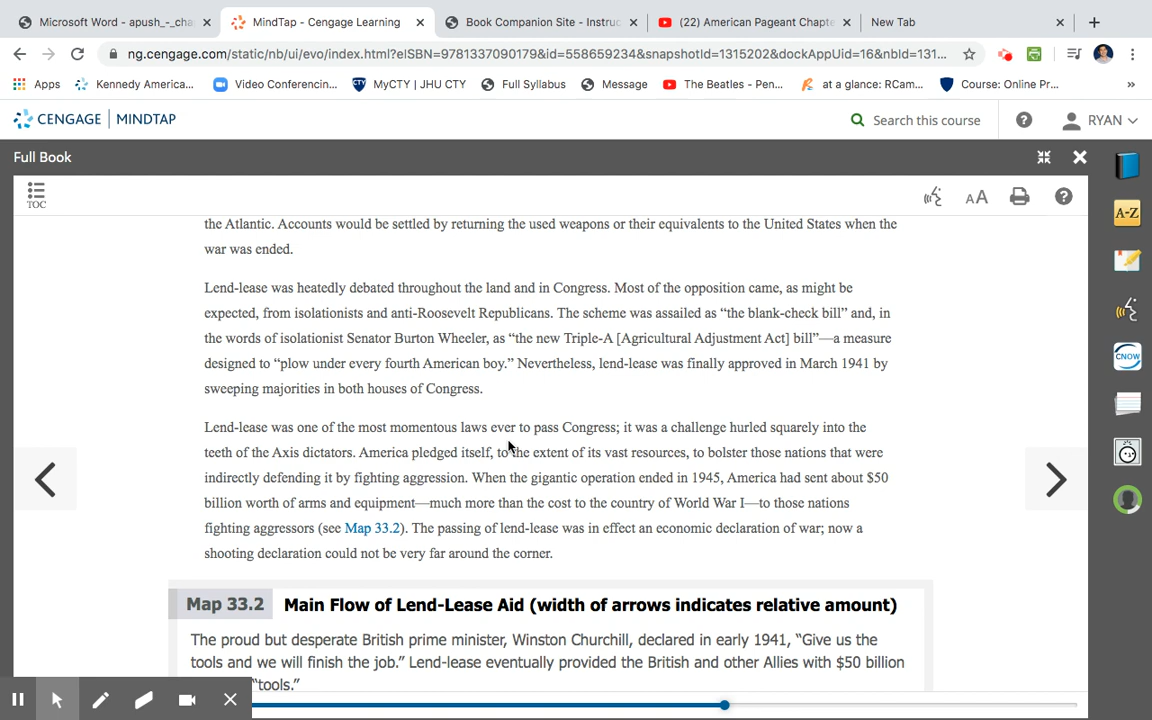 Microsoft Word - apush_-_cha
MindTap - Cengage Learning
Book Companion Site - Instruc
(22) American Pageant Chapte
New Tab
ng.cengage.com/static/nb/ui/evo/index.html?eISBN=9781337090179&id=558659234&snapshotId=1315202&dockAppUid=16&nbId=131...
Apps
Kennedy America...
Video Conferencin...
CTY
MyCTY | JHU CTY
Full Syllabus
Message
The Beatles - Pen...
at a glance: RCam...
Course: Online Pr...
»
CENGAGE | MINDTAP
Search this course
?
RYAN
Full Book
TOC
AA
?
A-Z
CNOW
the Atlantic. Accounts would be settled by returning the used weapons or their equivalents to the United States when the
war was ended.
Lend-lease was heatedly debated throughout the land and in Congress. Most of the opposition came, as might be
expected, from isolationists and anti-Roosevelt Republicans. The scheme was assailed as “the blank-check bill” and, in
the words of isolationist Senator Burton Wheeler, as “the new Triple-A [Agricultural Adjustment Act] bill”—a measure
designed to “plow under every fourth American boy.” Nevertheless, lend-lease was finally approved in March 1941 by
sweeping majorities in both houses of Congress.
Lend-lease was one of the most momentous laws ever to pass Congress; it was a challenge hurled squarely into the
teeth of the Axis dictators. America pledged itself, to the extent of its vast resources, to bolster those nations that were
indirectly defending it by fighting aggression. When the gigantic operation ended in 1945, America had sent about $50
billion worth of arms and equipment—much more than the cost to the country of World War I—to those nations
fighting aggressors (see Map 33.2). The passing of lend-lease was in effect an economic declaration of war; now a
shooting declaration could not be very far around the corner.
Map 33.2 Main Flow of Lend-Lease Aid (width of arrows indicates relative amount)
The proud but desperate British prime minister, Winston Churchill, declared in early 1941, “Give us the
tools and we will finish the job.” Lend-lease eventually provided the British and other Allies with $50 billion
“tools.”